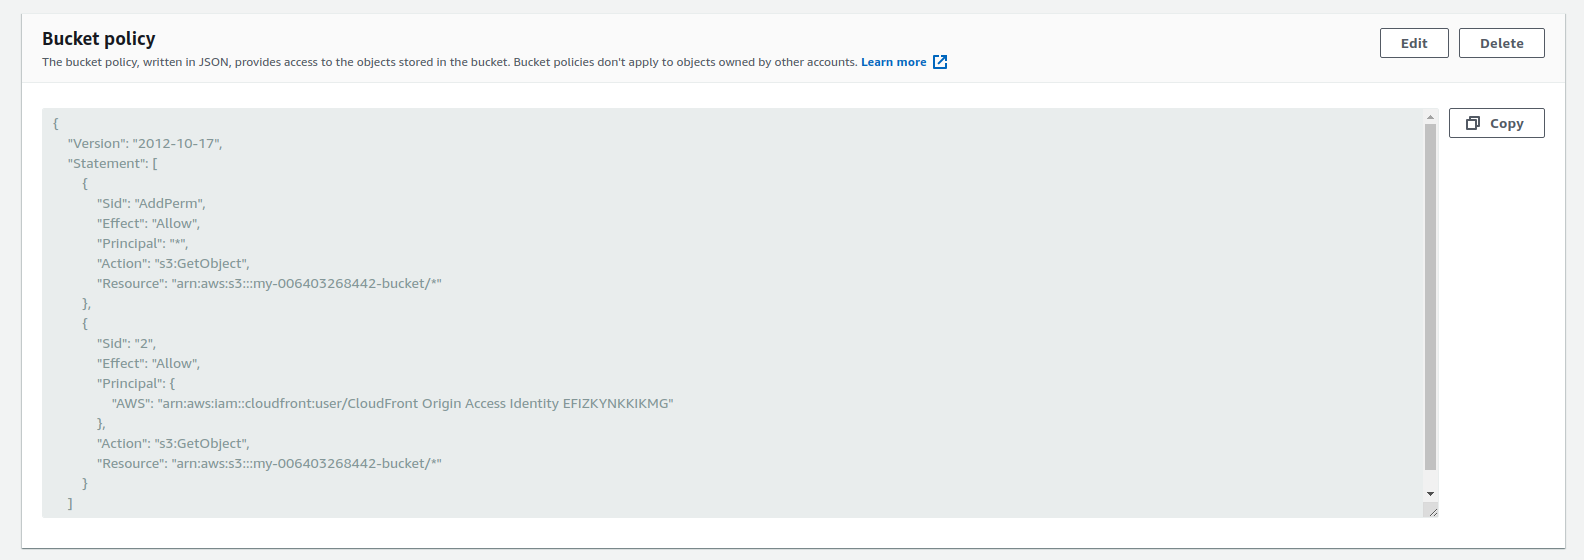 Bucket policy
Edit
Delete
The bucket policy, written in JSON, provides access to the objects stored in the bucket. Bucket policies don't apply to objects owned by other accounts. Learn more
Copy
{
"Version": "2012-10-17",
"Statement": [
{
"Sid": "AddPerm",
"Effect": "Allow",
"Principal": "*",
"Action": "s3:GetObject",
"Resource": "arn:aws:s3:::my-006403268442-bucket/*"
},
{
"Sid": "2",
"Effect": "Allow",
"Principal": {
"AWS": "arn:aws:iam::cloudfront:user/CloudFront Origin Access Identity EFIZKYNKKIKMG"
},
"Action": "s3:GetObject",
"Resource": "arn:aws:s3:::my-006403268442-bucket/*"
}
]